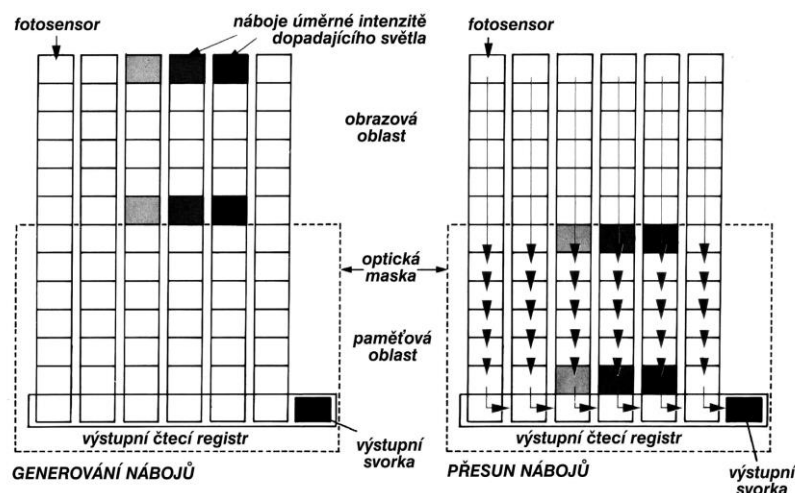 fotosensor
náboje úměrné intenzitě
dopadajícího světla
fotosensor
obrazová
oblast
optická
maska
paměťová
oblast
výstupní čtecí registr
výstupní
svorka
GENEROVÁNÍ NÁBOJŮ
výstupní čtecí registr
výstupní
svorka
PŘESUN NÁBOJŮ